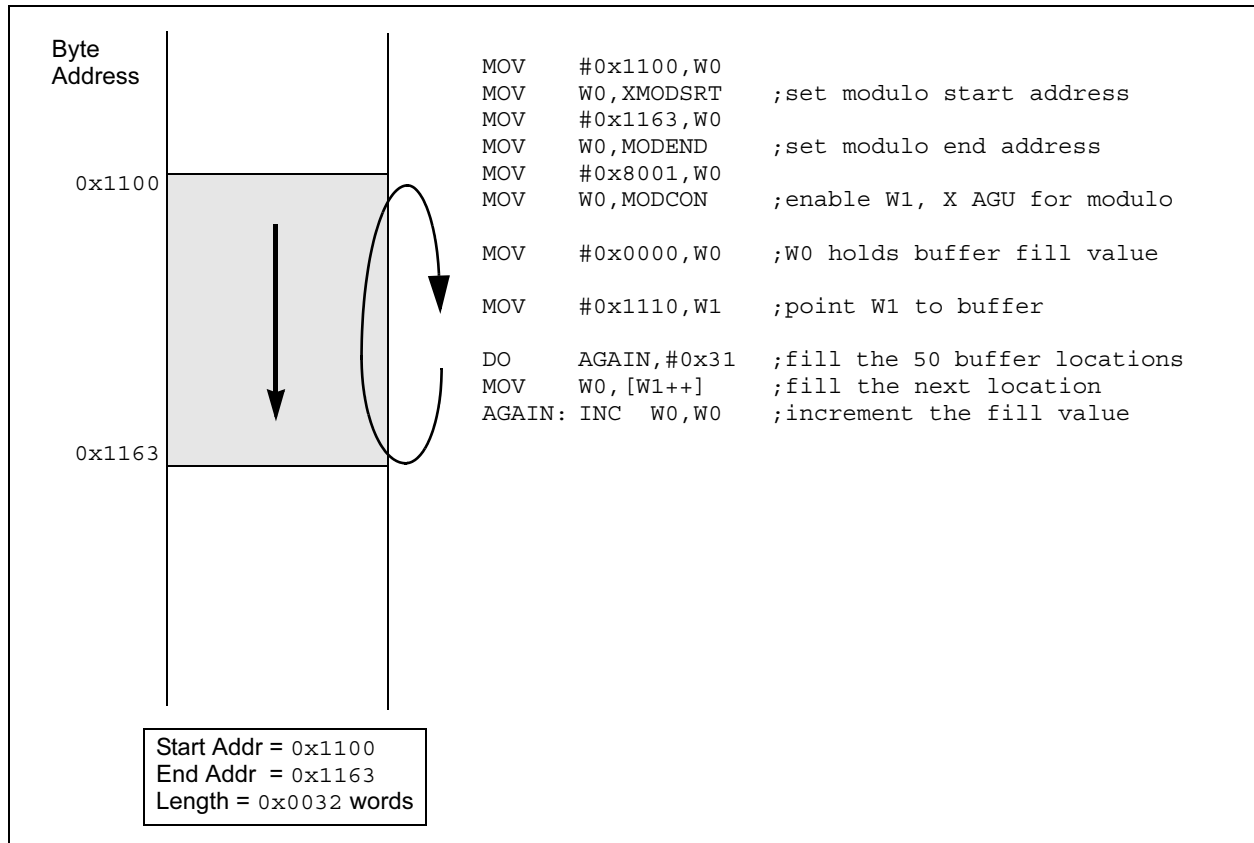 Byte
Address
0x1100
0x1163
MOV #0x1100,W0
MOV W0,XMODSRT ;set modulo start address
MOV #0x1163,W0
MOV W0,MODEND ;set modulo end address
MOV #0x8001,W0
MOV W0,MODCON ;enable W1, X AGU for modulo
MOV #0x0000,W0 ;W0 holds buffer fill value
MOV #0x1110,W1 ;point W1 to buffer
DO AGAIN,#0x31 ;fill the 50 buffer locations
MOV W0,[W1++] ;fill the next location
AGAIN: INC W0,W0 ;increment the fill value
Start Addr = 0x1100
End Addr = 0x1163
Length = 0x0032 words